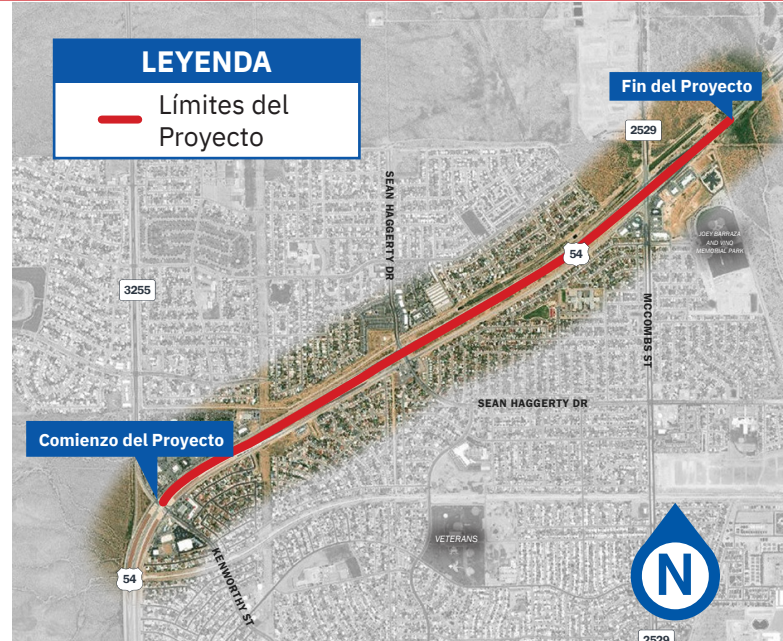 LEYENDA
Límites del
Proyecto
Fin del Proyecto
2529
SEAN HAGGERTY DR
JOEY BARRAZA
AND VINO
MEMORIAL PARK
54
3255
MCCOMBS ST
SEAN HAGGERTY DR
Comienzo del Proyecto
VETERANS
KENWORTHY ST
54
N
2529